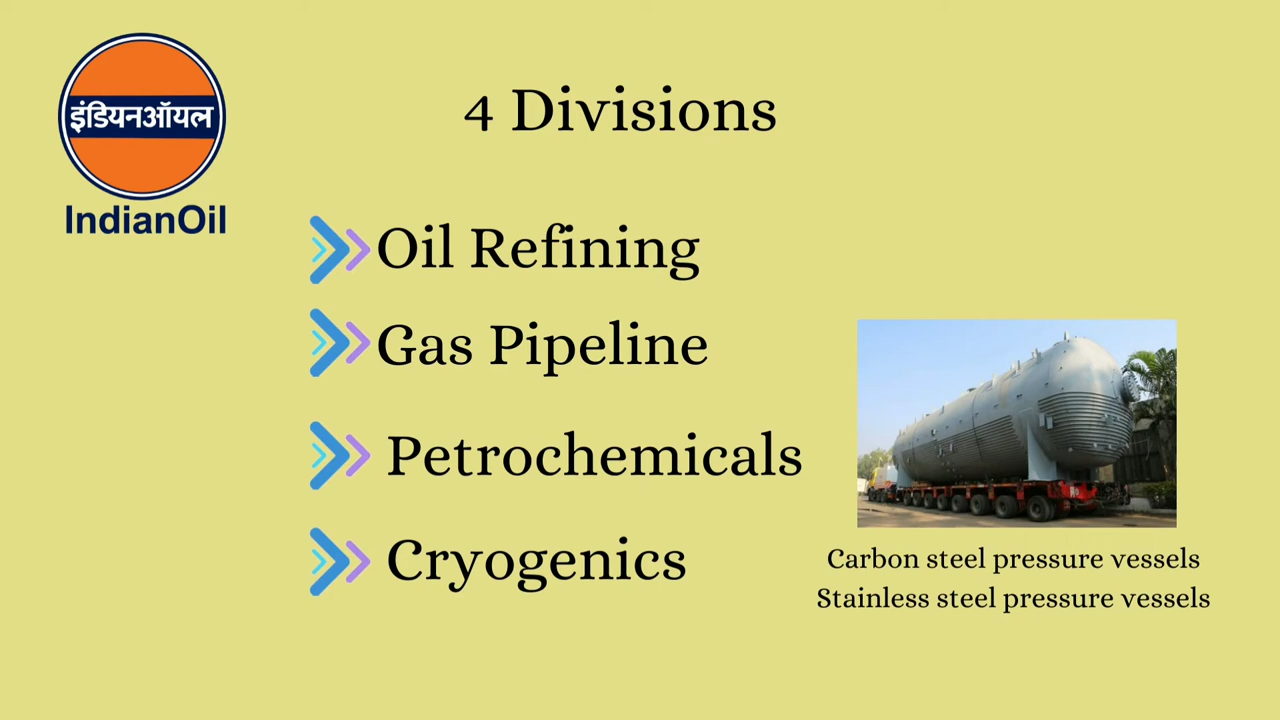 इंडियनऑयल
IndianOil
4 Divisions
Oil Refining
Gas Pipeline
Petrochemicals
Cryogenics
Carbon steel pressure vessels
Stainless steel pressure vessels